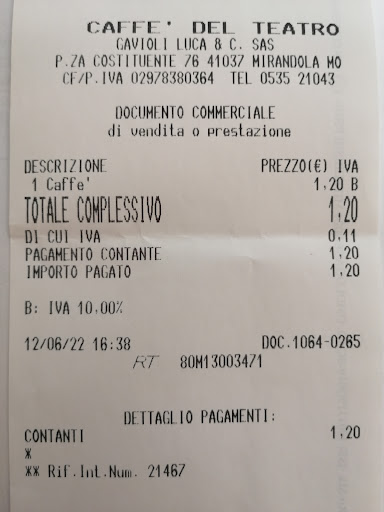 CAFFE' DEL TEATRO
GAVIOLI LUCA & C. SAS
P.ZA COSTITUENTE 76 41037 MIRANDOLA MO
CF/P.IVA 02978380364 TEL 0535 21043
DOCUMENTO COMMERCIALE
di vendita o prestazione
DESCRIZIONE PREZZO(€) IVA
1 Caffe' 1,20 B
TOTALE COMPLESSIVO 1,20
DI CUI IVA 0,11
PAGAMENTO CONTANTE 1,20
IMPORTO PAGATO 1,20
B: IVA 10,00%
12/06/22 16:38 DOC.1064-0265
RT 80M13003471
DETTAGLIO PAGAMENTI:
CONTANTI 1,20
*
** Rif.Int.Num. 21467